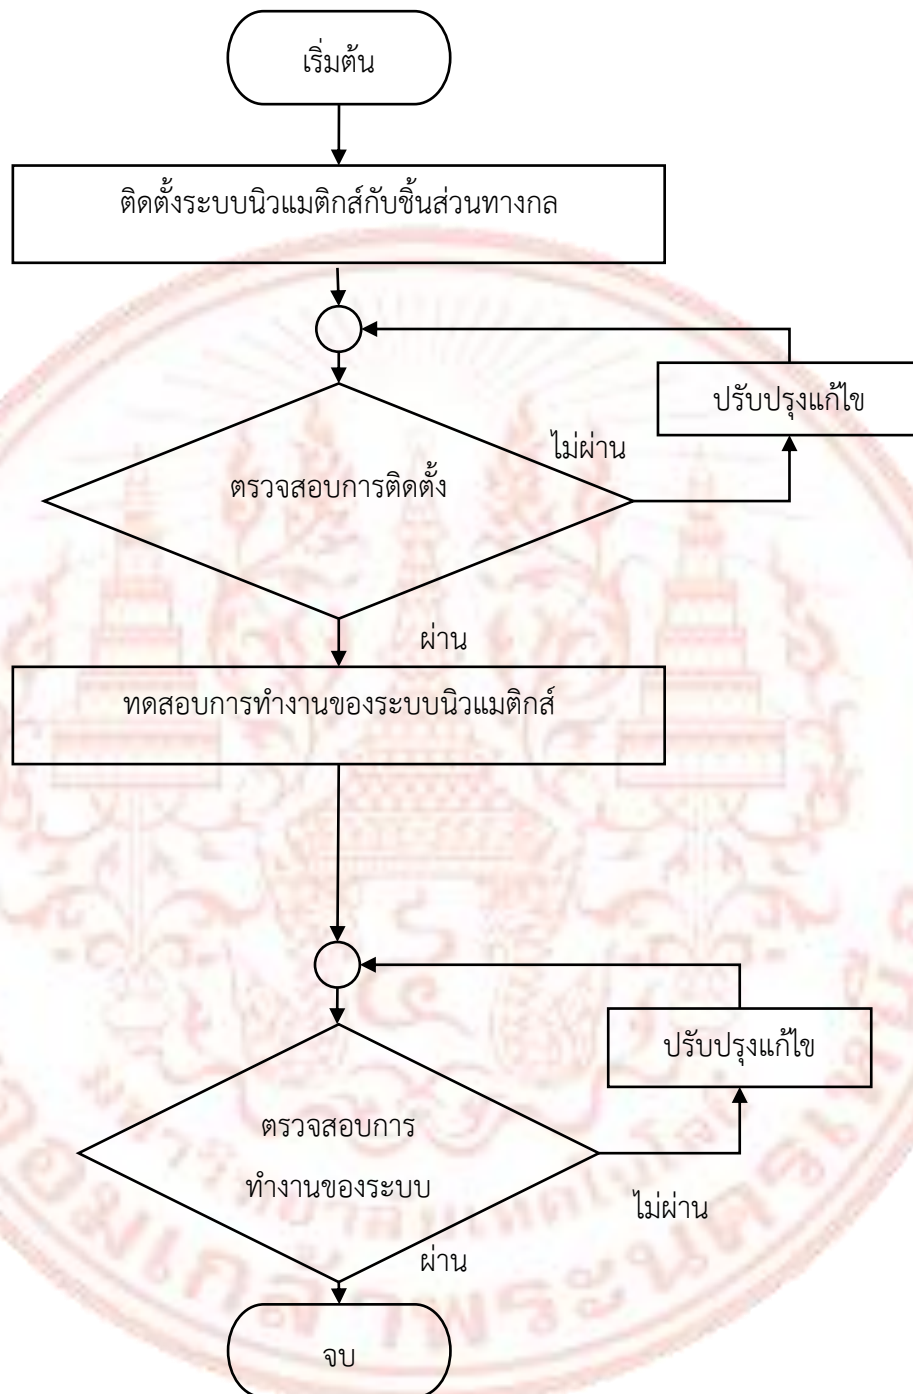 เริ่มต้น
ติดตั้งระบบนิวแมติกส์กับชิ้นส่วนทางกล
ปรับปรุงแก้ไข
ไม่ผ่าน
ตรวจสอบการติดตั้ง
ผ่าน
ทดสอบการทำงานของระบบนิวแมติกส์
ปรับปรุงแก้ไข
ตรวจสอบการ
ทำงานของระบบ
ไม่ผ่าน
ผ่าน
จบ